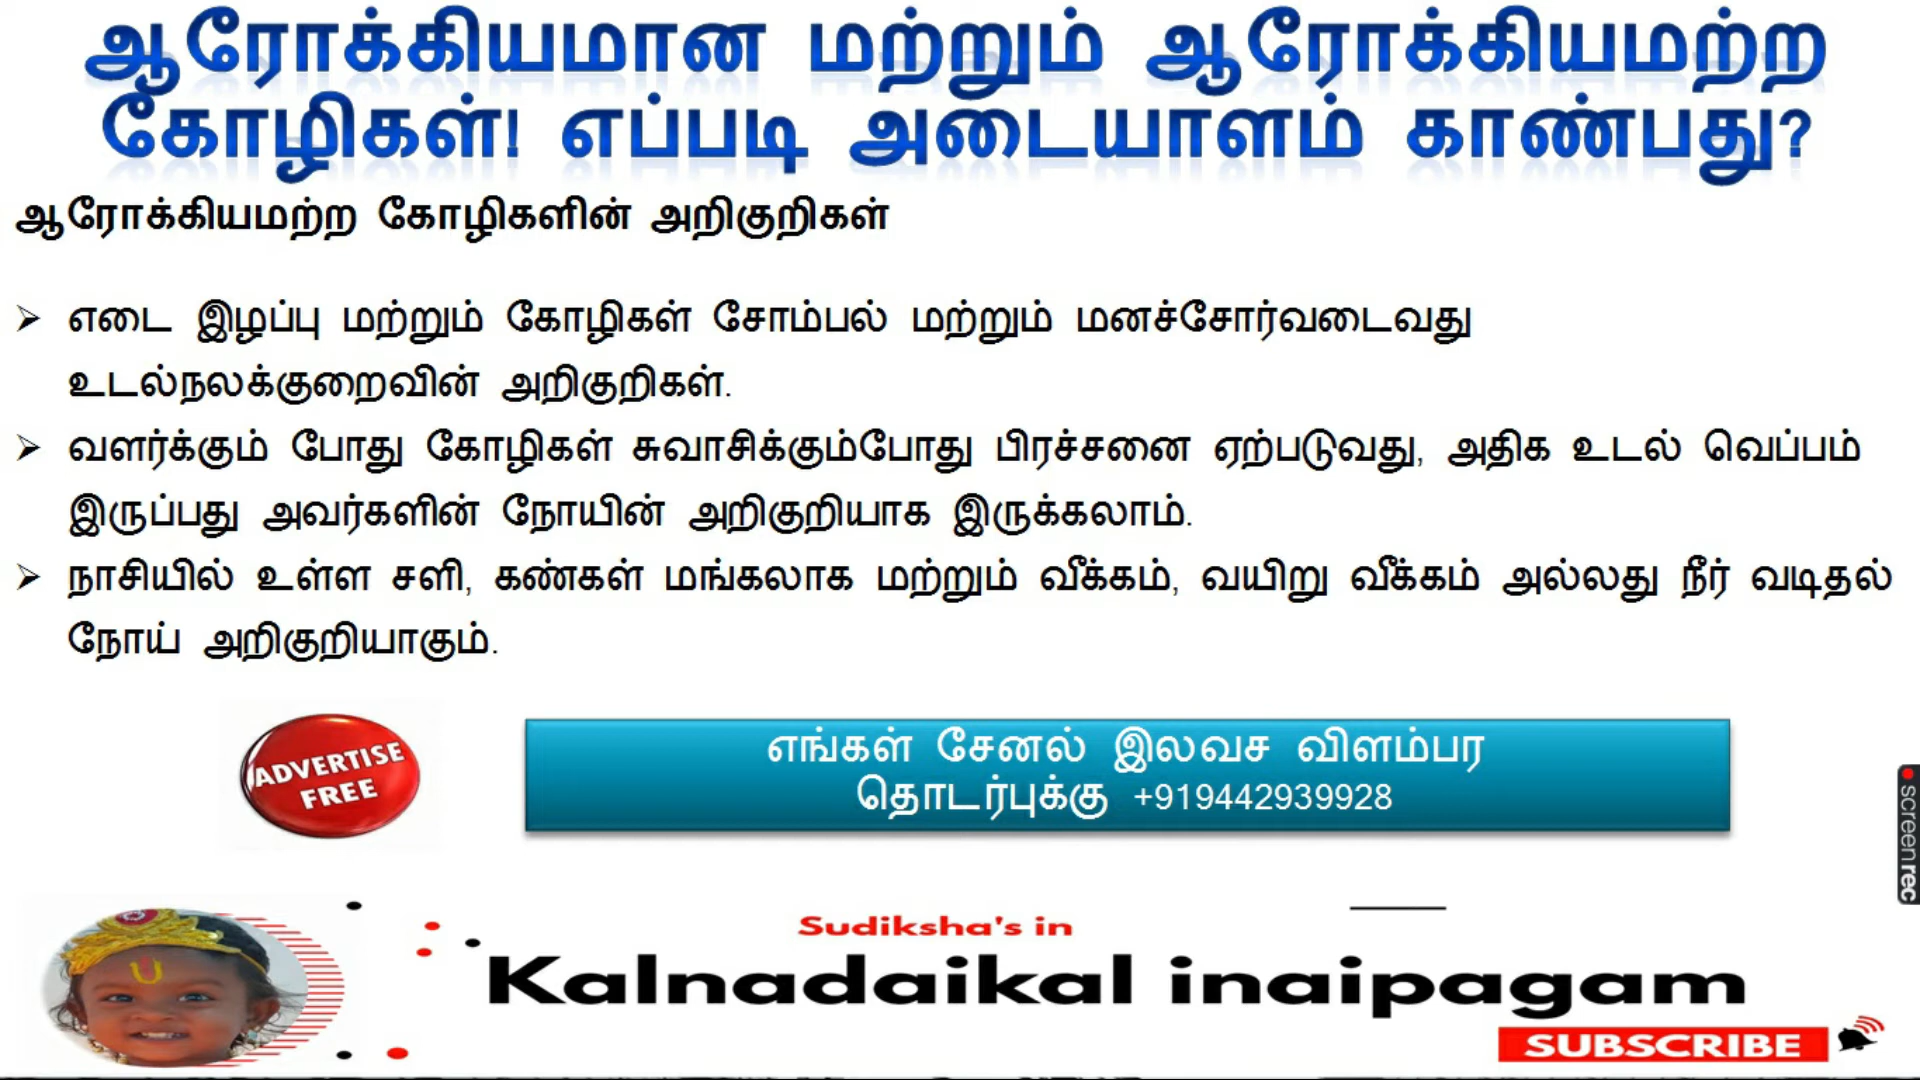 ஆரோக்கியமான மற்றும் ஆரோக்கியமற்ற
கோழிகள்! எப்படி அடையாளம் காண்பது?
ஆரோக்கியமற்ற கோழிகளின் அறிகுறிகள்
➢ எடை இழப்பு மற்றும் கோழிகள் சோம்பல் மற்றும் மனச்சோர்வடைவது
உடல்நலக்குறைவின் அறிகுறிகள்.
➢ வளர்க்கும் போது கோழிகள் சுவாசிக்கும்போது பிரச்சனை ஏற்படுவது, அதிக உடல் வெப்பம்
இருப்பது அவர்களின் நோயின் அறிகுறியாக இருக்கலாம்.
➢ நாசியில் உள்ள சளி, கண்கள் மங்கலாக மற்றும் வீக்கம், வயிறு வீக்கம் அல்லது நீர் வடிதல்
நோய் அறிகுறியாகும்.
ADVERTISE
FREE
எங்கள் சேனல் இலவச விளம்பர
தொடர்புக்கு +919442939928
screenrec
Sudiksha's in
Kalnadaikal inaipagam
SUBSCRIBE